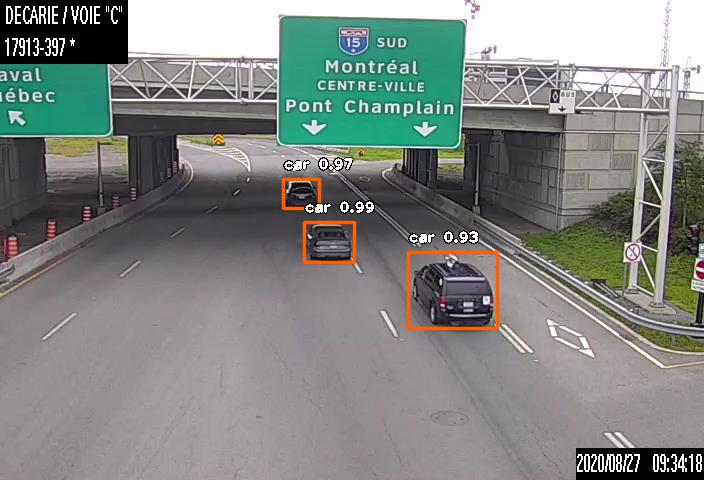 DECARIE / VOIE "C"
17913-397 *
aval
uébec
15 SUD
Montréal
CENTRE-VILLE
Pont Champlain
BUS
car 0.97
car 0.99
car 0.93
2020/08/27 09:34:18